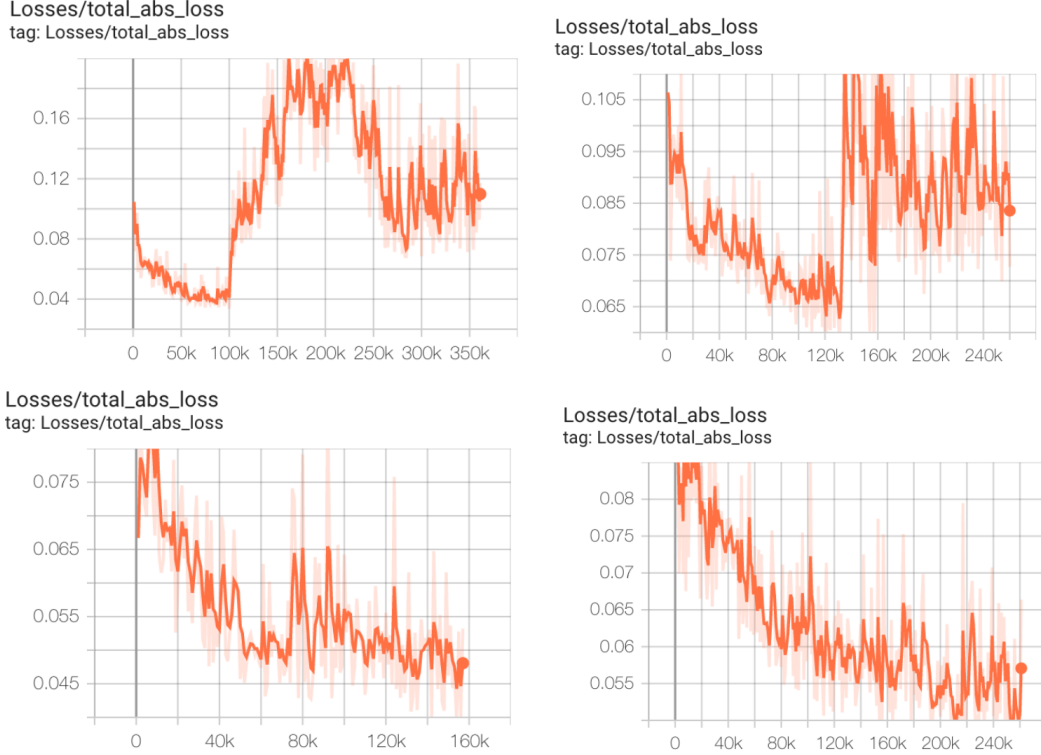 Losses/total_abs_loss
tag: Losses/total_abs_loss
0.16
0.12
0.08
0.04
0 50k 100k 150k 200k 250k 300k 350k
Losses/total_abs_loss
tag: Losses/total_abs_loss
0.105
0.095
0.085
0.075
0.065
0 40k 80k 120k 160k 200k 240k
Losses/total_abs_loss
tag: Losses/total_abs_loss
0.075
0.065
0.055
0.045
0 40k 80k 120k 160k
Losses/total_abs_loss
tag: Losses/total_abs_loss
0.08
0.075
0.07
0.065
0.06
0.055
0 40k 80k 120k 160k 200k 240k